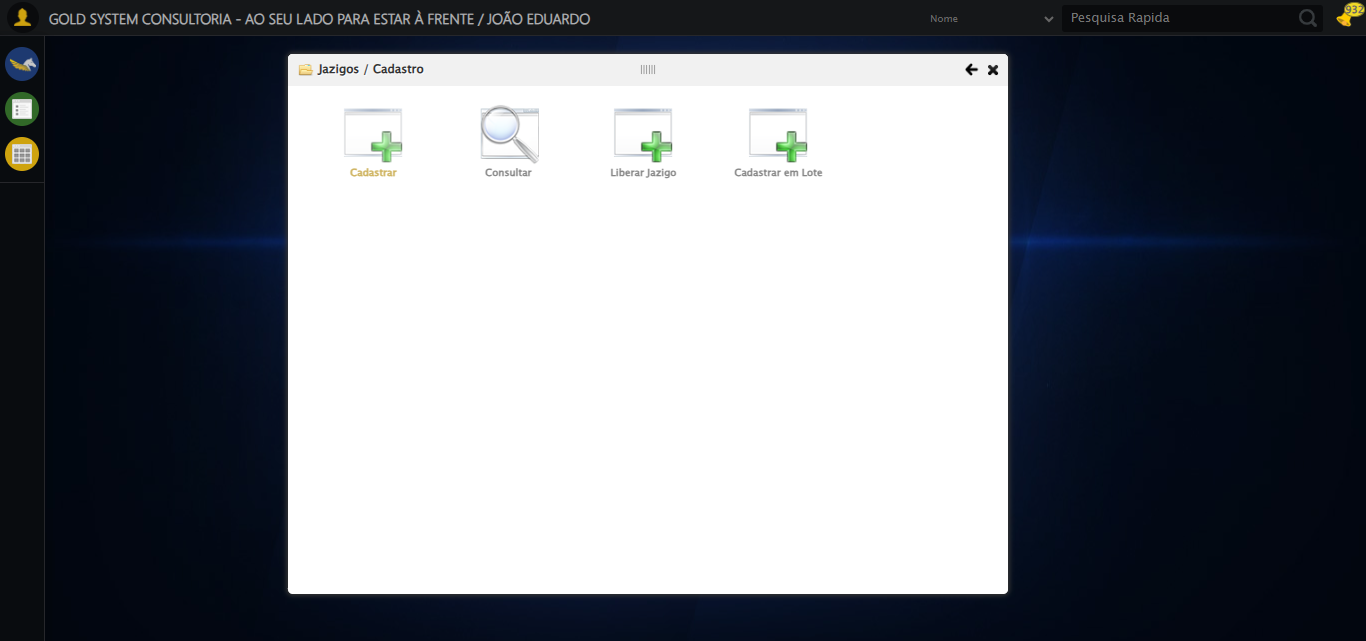 GOLD SYSTEM CONSULTORIA - AO SEU LADO PARA ESTAR À FRENTE / JOÃO EDUARDO
Nome
Pesquisa Rapida
932
Jazigos / Cadastro
Cadastrar
Consultar
Liberar Jazigo
Cadastrar em Lote